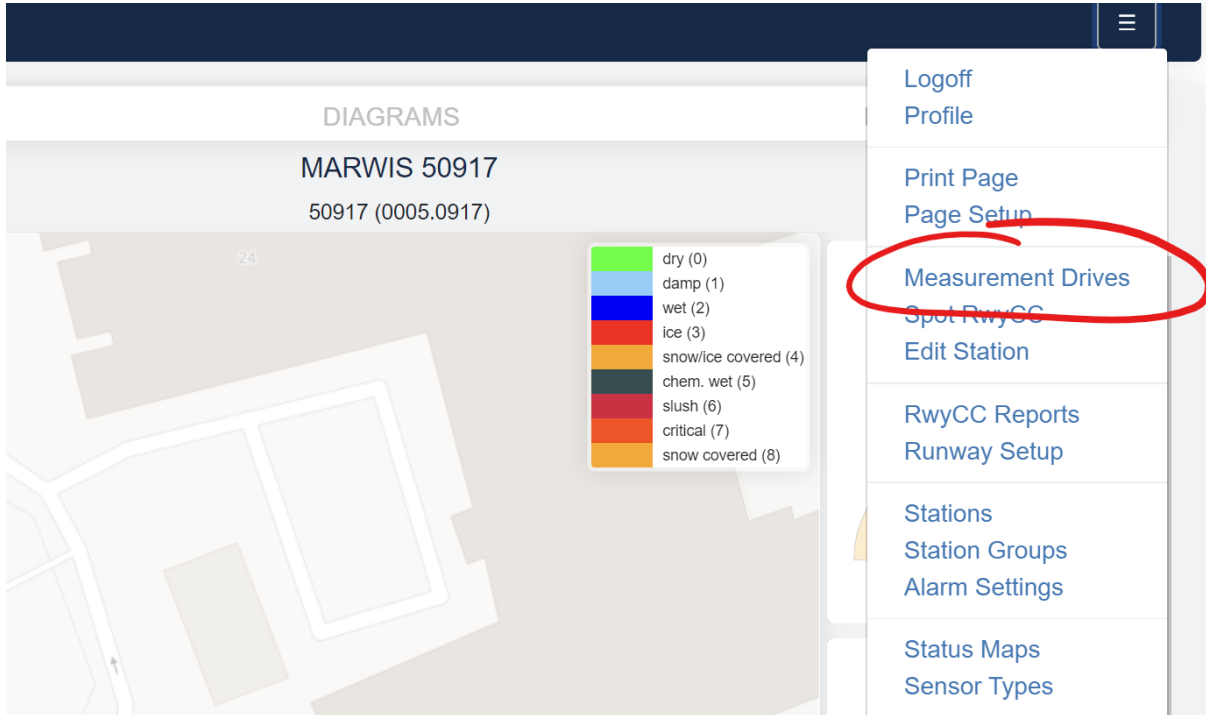 ☰
Logoff
Profile
Print Page
Page Setup
Measurement Drives
Spot RwyCC
Edit Station
RwyCC Reports
Runway Setup
Stations
Station Groups
Alarm Settings
Status Maps
Sensor Types
DIAGRAMS
MARWIS 50917
50917 (0005.0917)
24
dry (0)
damp (1)
wet (2)
ice (3)
snow/ice covered (4)
chem. wet (5)
slush (6)
critical (7)
snow covered (8)